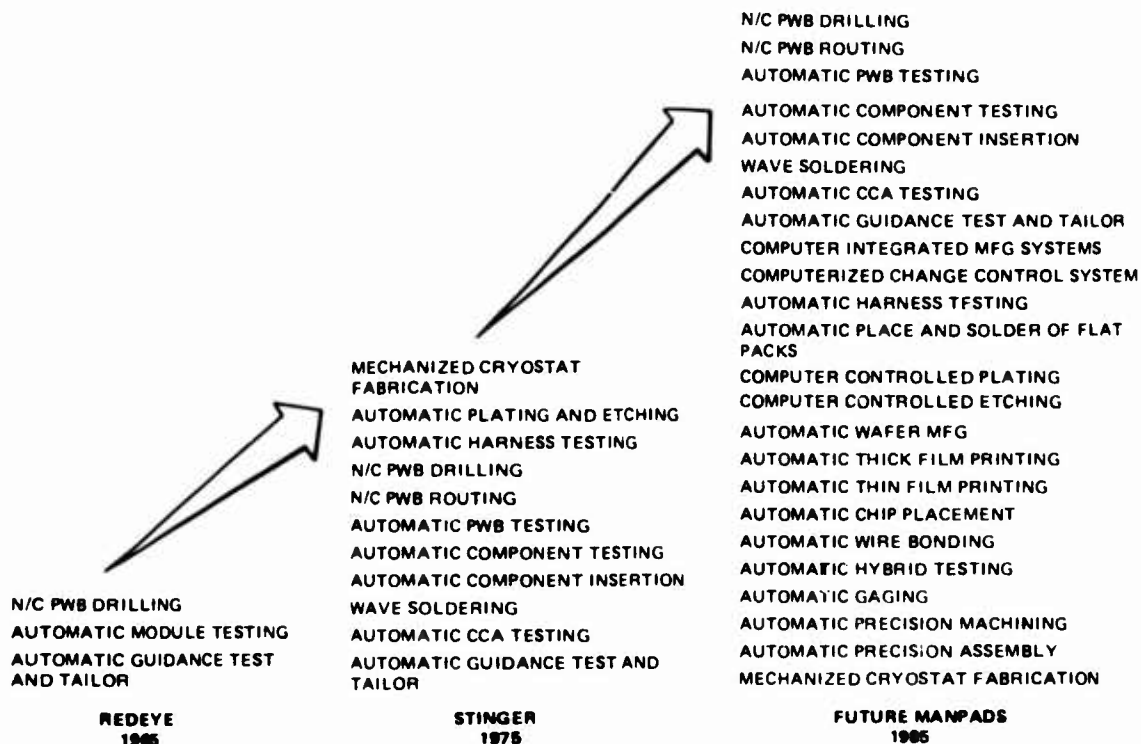 N/C PWB DRILLING
AUTOMATIC MODULE TESTING
AUTOMATIC GUIDANCE TEST
AND TAILOR
REDEYE
1965
MECHANIZED CRYOSTAT
FABRICATION
AUTOMATIC PLATING AND ETCHING
AUTOMATIC HARNESS TESTING
N/C PWB DRILLING
N/C PWB ROUTING
AUTOMATIC PWB TESTING
AUTOMATIC COMPONENT TESTING
AUTOMATIC COMPONENT INSERTION
WAVE SOLDERING
AUTOMATIC CCA TESTING
AUTOMATIC GUIDANCE TEST AND
TAILOR
STINGER
1975
N/C PWB DRILLING
N/C PWB ROUTING
AUTOMATIC PWB TESTING
AUTOMATIC COMPONENT TESTING
AUTOMATIC COMPONENT INSERTION
WAVE SOLDERING
AUTOMATIC CCA TESTING
AUTOMATIC GUIDANCE TEST AND TAILOR
COMPUTER INTEGRATED MFG SYSTEMS
COMPUTERIZED CHANGE CONTROL SYSTEM
AUTOMATIC HARNESS TFSTING
AUTOMATIC PLACE AND SOLDER OF FLAT
PACKS
COMPUTER CONTROLLED PLATING
COMPUTER CONTROLLED ETCHING
AUTOMATIC WAFER MFG
AUTOMATIC THICK FILM PRINTING
AUTOMATIC THIN FILM PRINTING
AUTOMATIC CHIP PLACEMENT
AUTOMATIC WIRE BONDING
AUTOMATIC HYBRID TESTING
AUTOMATIC GAGING
AUTOMATIC PRECISION MACHINING
AUTOMATIC PRECISION ASSEMBLY
MECHANIZED CRYOSTAT FABRICATION
FUTURE MANPADS
1985